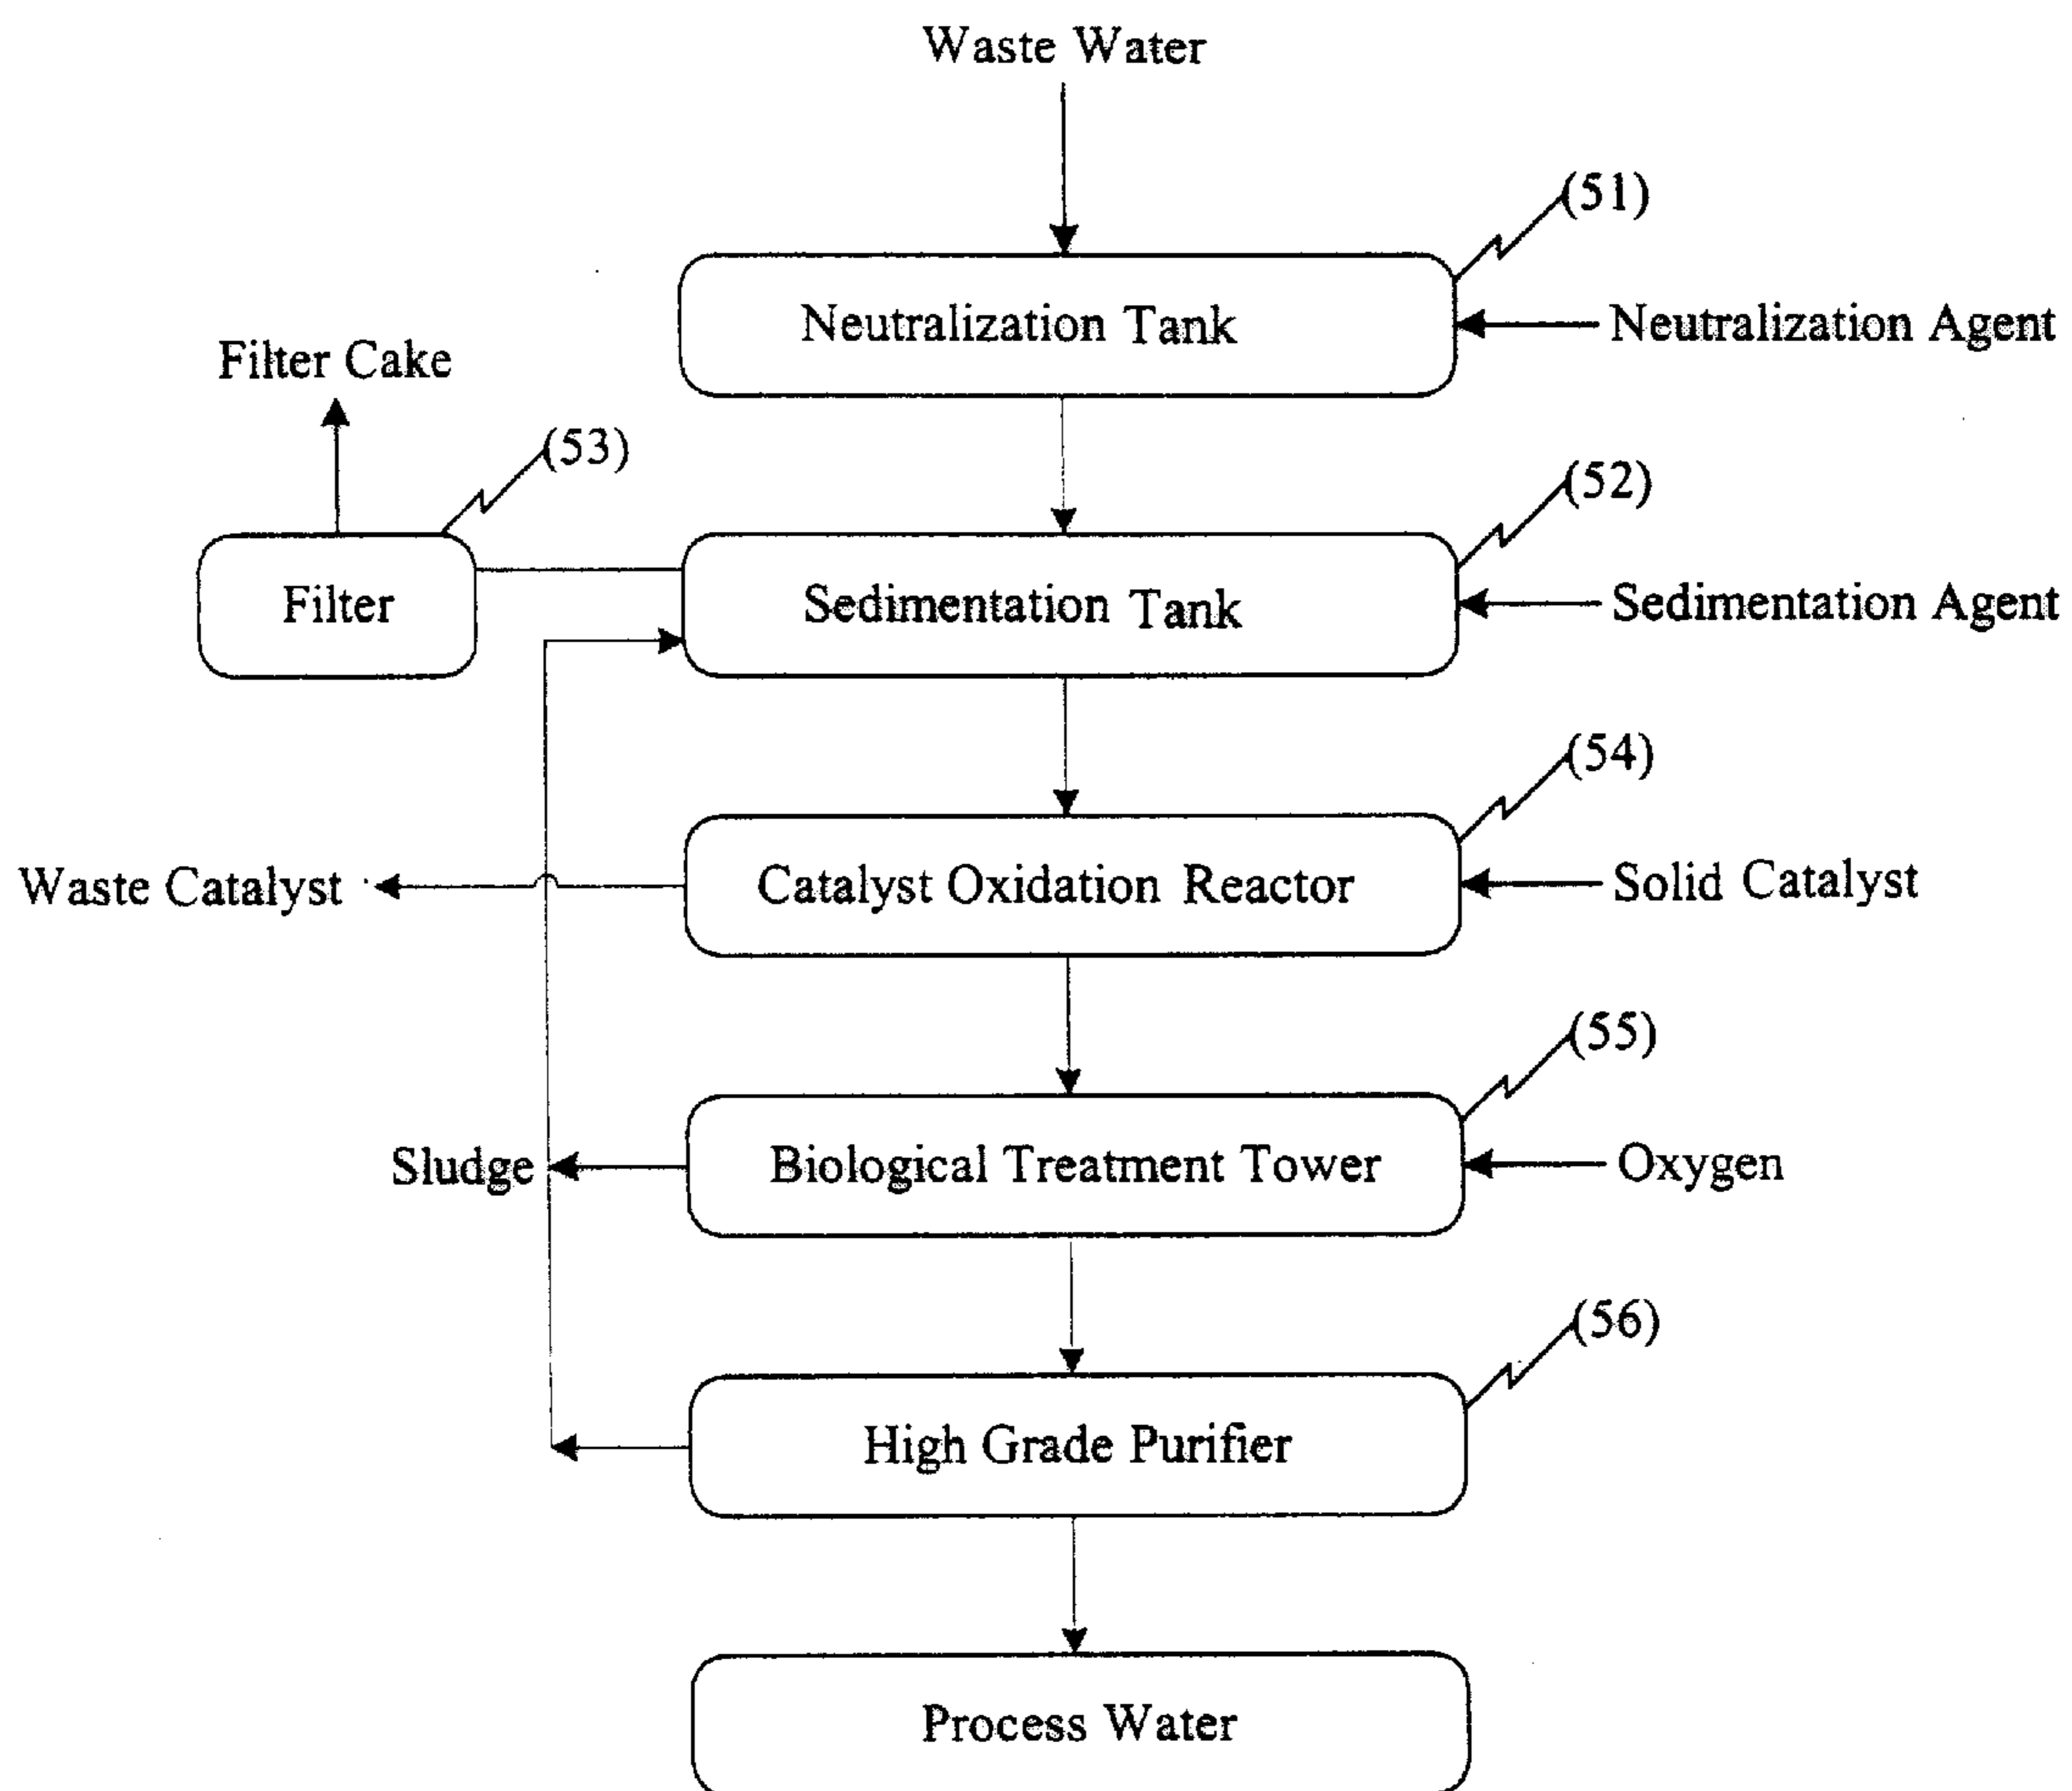 Waste Water
(51)
Neutralization Tank
Neutralization Agent
Filter Cake
(53)
(52)
Filter
Sedimentation Tank
Sedimentation Agent
(54)
Waste Catalyst
Catalyst Oxidation Reactor
Solid Catalyst
(55)
Sludge
Biological Treatment Tower
Oxygen
(56)
High Grade Purifier
Process Water